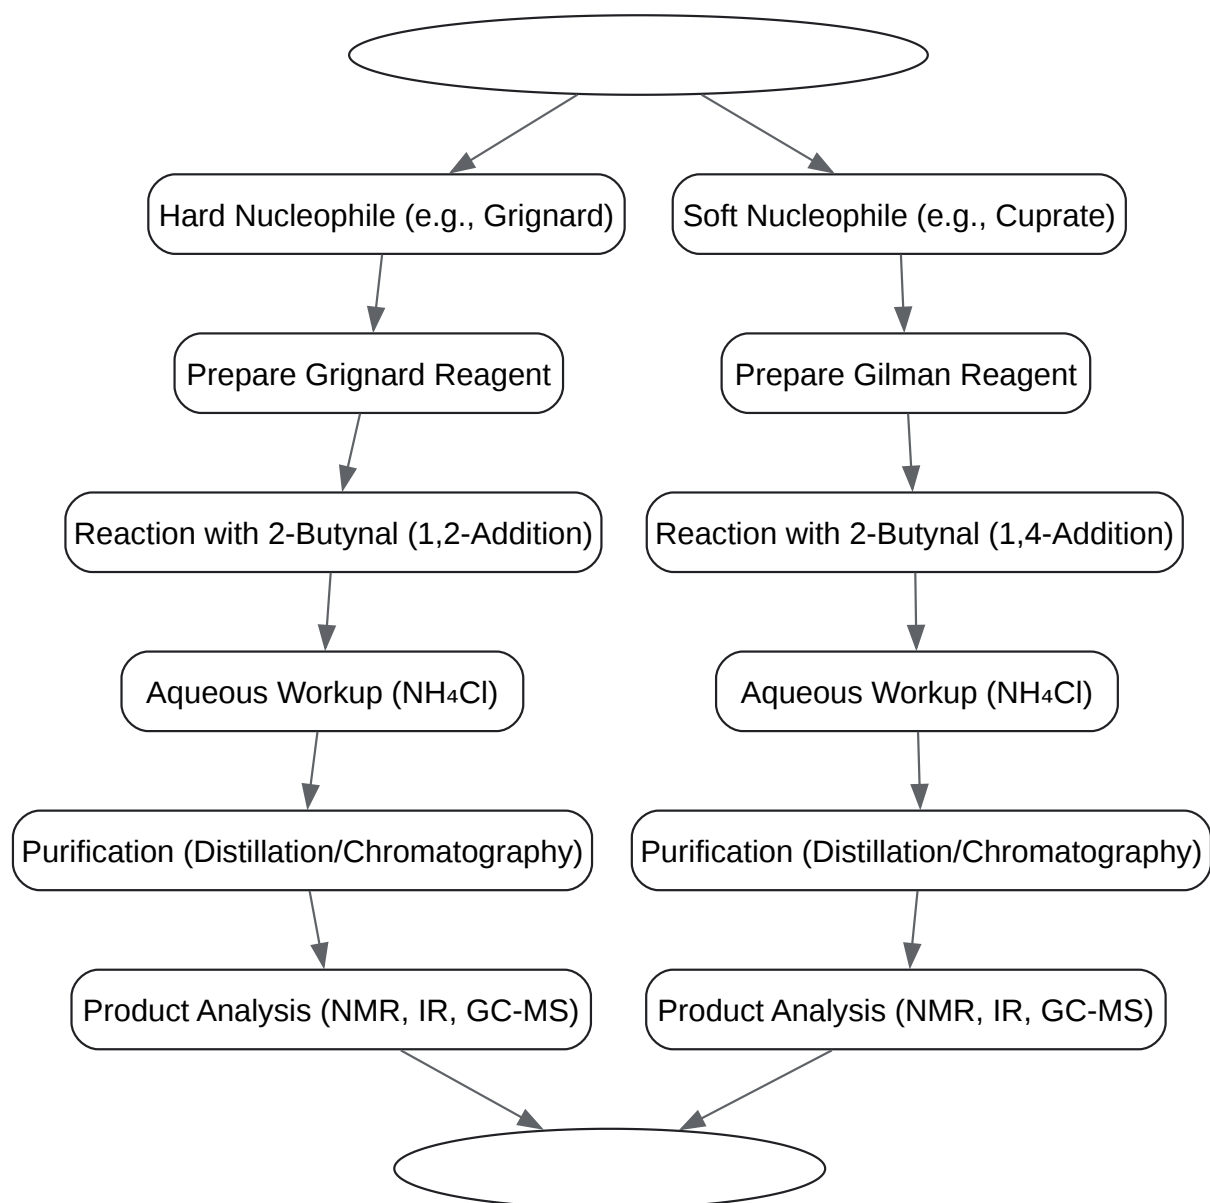 Hard Nucleophile (e.g., Grignard)
Soft Nucleophile (e.g., Cuprate)
Prepare Grignard Reagent
Prepare Gilman Reagent
Reaction with 2-Butynal (1,2-Addition)
Reaction with 2-Butynal (1,4-Addition)
Aqueous Workup (NH₄Cl)
Aqueous Workup (NH₄Cl)
Purification (Distillation/Chromatography)
Purification (Distillation/Chromatography)
Product Analysis (NMR, IR, GC-MS)
Product Analysis (NMR, IR, GC-MS)